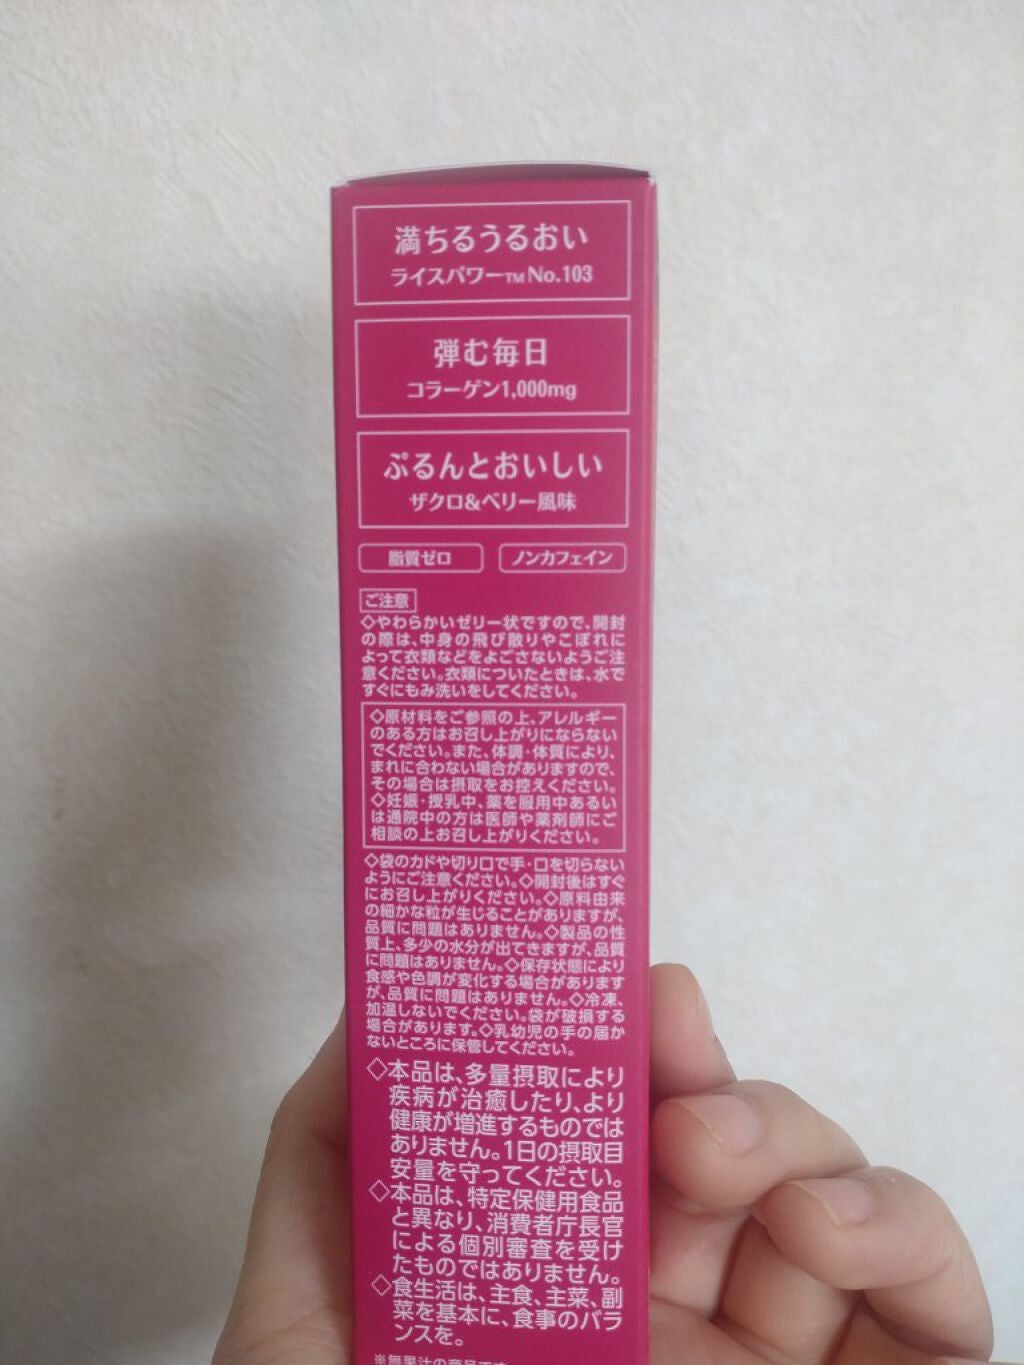 満ちるうるおい
ライスパワー™No.103
弾む毎日
コラーゲン1,000mg
ぷるんとおいしい
ザクロ&ベリー風味
脂質ゼロ ノンカフェイン
ご注意
◇やわらかいゼリー状ですので、開封
の際は、中身の飛び散りやこぼれに
よって衣類などをよごさないようご注
意ください。衣類についたときは、水で
すぐにもみ洗いをしてください。
◇原材料をご参照の上、アレルギー
のある方はお召し上がりにならない
でください。また、体調・体質により、
まれに合わない場合がありますので、
その場合は摂取をお控えください。
◇妊娠・授乳中、薬を服用中あるい
は通院中の方は医師や薬剤師にご
相談の上お召し上がりください。
◇袋のカドや切り口で手・口を切らない
ようにご注意ください。◇開封後はすぐ
にお召し上がりください。◇原料由来
の細かな粒が生じることがありますが、
品質に問題はありません。◇製品の性
質上、多少の水分が出てきますが、品質
に問題はありません。◇保存状態により
食感や色調が変化する場合があります
が、品質に問題はありません。◇冷凍、
加温しないでください。袋が破損する
場合があります。◇乳幼児の手の届か
ないところに保管してください。
◇本品は、多量摂取により
疾病が治癒したり、より
健康が増進するものでは
ありません。1日の摂取目
安量を守ってください。
◇本品は、特定保健用食品
と異なり、消費者庁長官
による個別審査を受け
たものではありません。
◇食生活は、主食、主菜、副
菜を基本に、食事のバラ
ンスを。
※無果汁の商品です